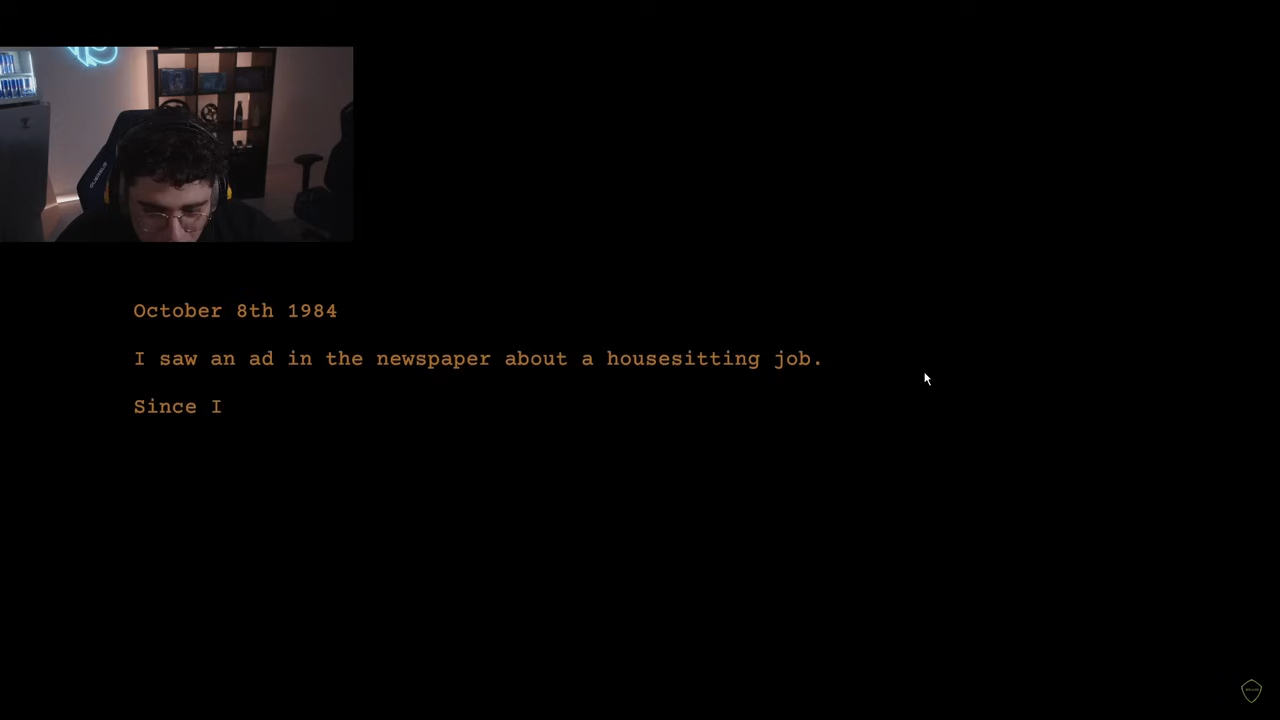 October 8th 1984
I saw an ad in the newspaper about a housesitting job.
Since I